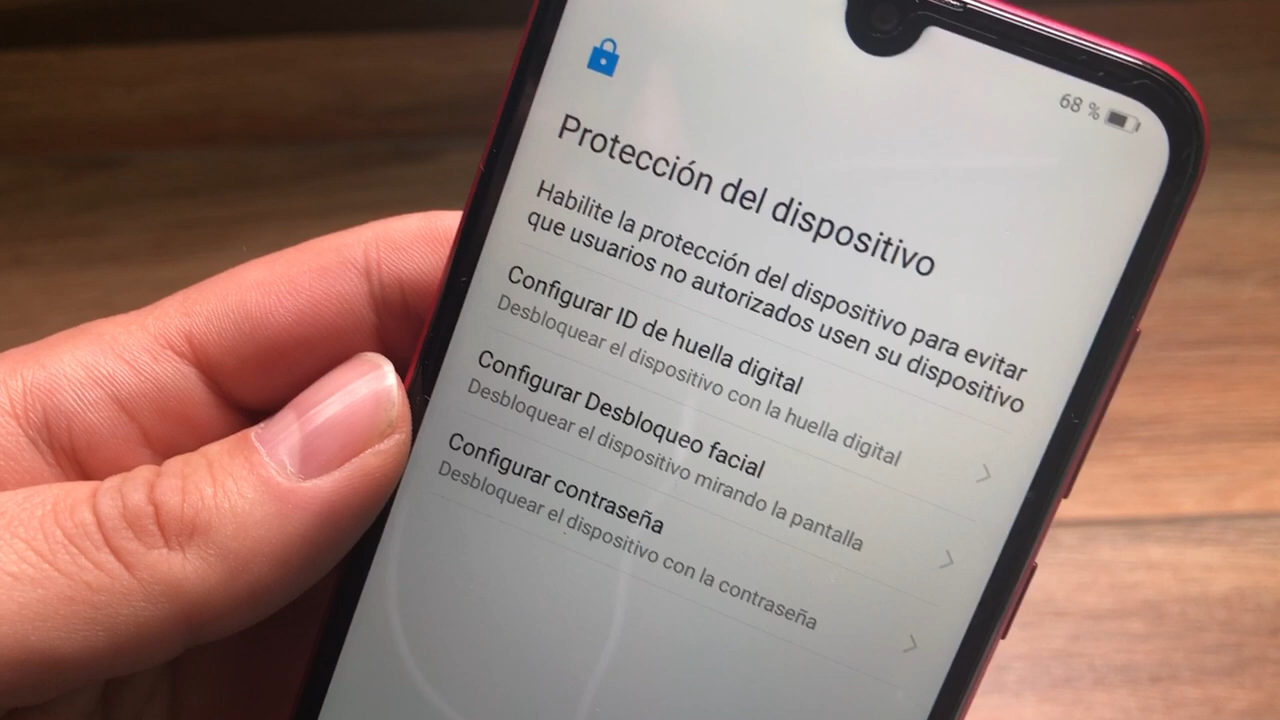 68 %
Protección del dispositivo
Habilite la protección del dispositivo para evitar
que usuarios no autorizados usen su dispositivo
Configurar ID de huella digital
Desbloquear el dispositivo con la huella digital
Configurar Desbloqueo facial
Desbloquear el dispositivo mirando la pantalla
Configurar contraseña
Desbloquear el dispositivo con la contraseña